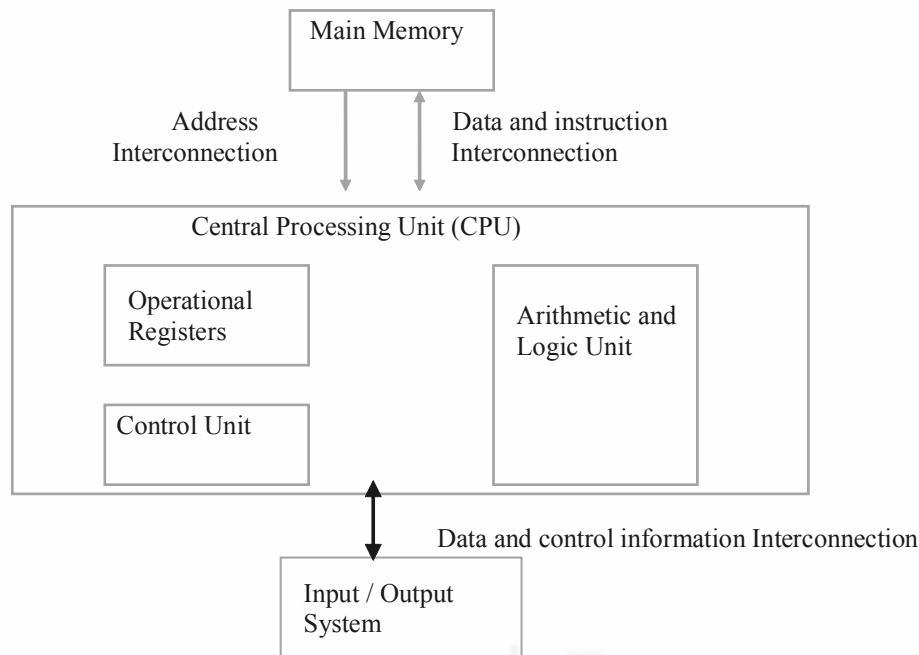 Main Memory
Address
Interconnection
Data and instruction
Interconnection
Central Processing Unit (CPU)
Operational
Registers
Arithmetic and
Logic Unit
Control Unit
Data and control information Interconnection
Input / Output
System